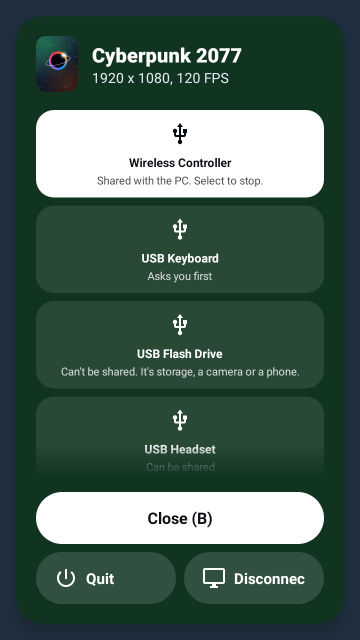 Cyberpunk 2077
1920 x 1080, 120 FPS
Wireless Controller
Shared with the PC. Select to stop.
USB Keyboard
Asks you first
USB Flash Drive
Can't be shared. It's storage, a camera or a phone.
USB Headset
Can be shared
Close (B)
Quit
Disconnec